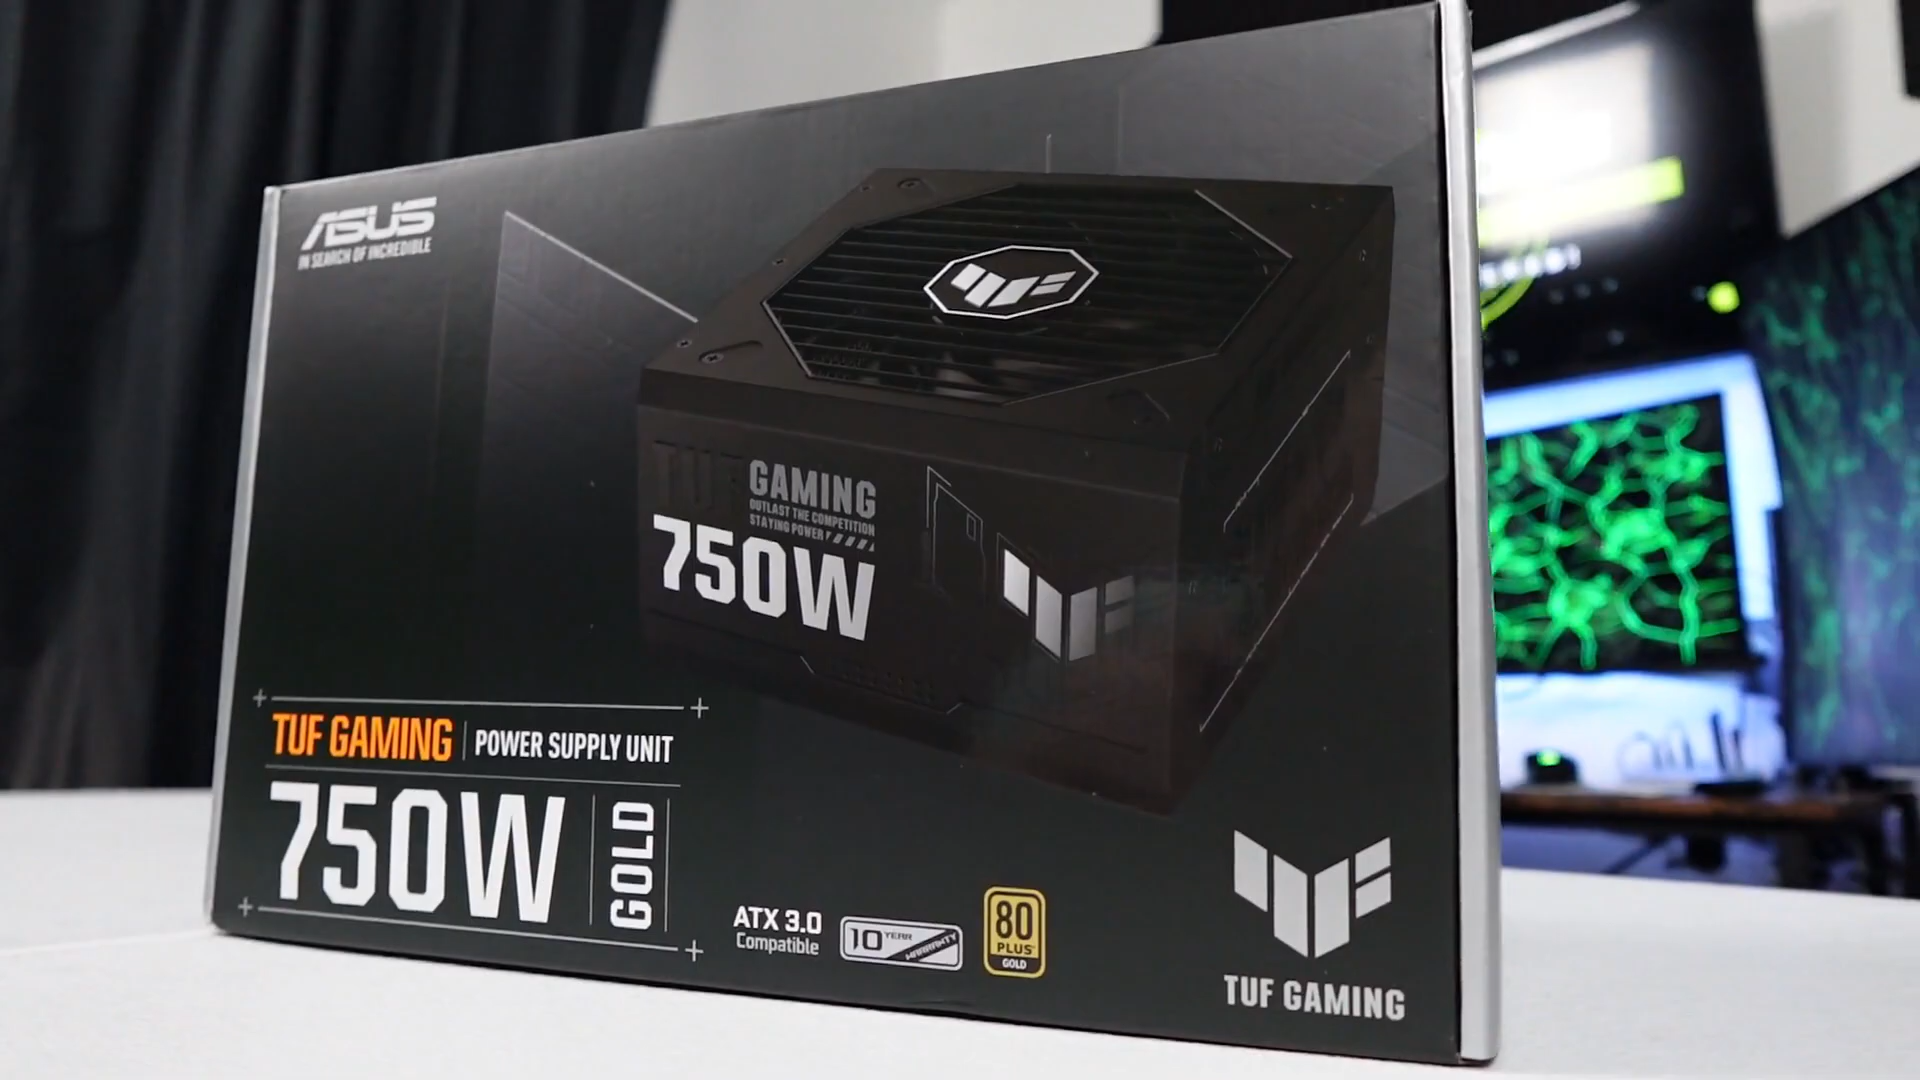 ASUS
IN SEARCH OF INCREDIBLE
TUF GAMING
OUTLAST THE COMPETITION
STAYING POWER
750W
TUF GAMING | POWER SUPPLY UNIT
750W GOLD
ATX 3.0
Compatible
10 YEAR WARRANTY
80
PLUS
GOLD
TUF GAMING